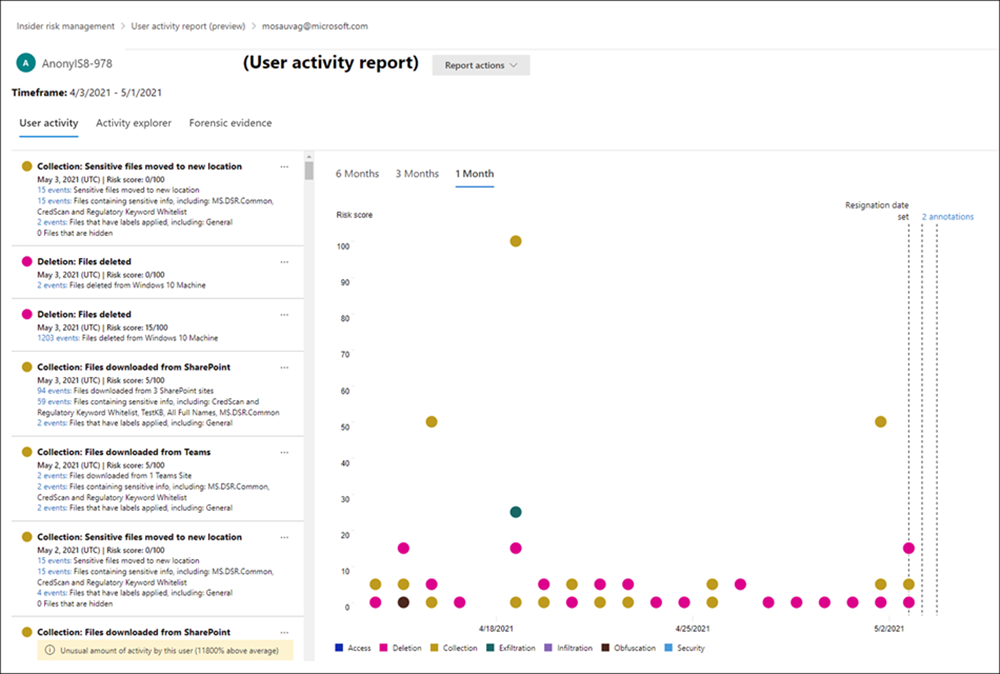 Insider risk management > User activity report (preview) > mosauvag@microsoft.com
A AnonyIS8-978
(User activity report)
Report actions
Timeframe: 4/3/2021 - 5/1/2021
User activity Activity explorer Forensic evidence
Collection: Sensitive files moved to new location
May 3, 2021 (UTC) | Risk score: 0/100
15 events: Sensitive files moved to new location
15 events: Files containing sensitive info, including: MS.DSR.Common,
CredScan and Regulatory Keyword Whitelist
2 events: Files that have labels applied, including: General
0 Files that are hidden
Deletion: Files deleted
May 3, 2021 (UTC) | Risk score: 0/100
2 events: Files deleted from Windows 10 Machine
Deletion: Files deleted
May 3, 2021 (UTC) | Risk score: 15/100
1203 events: Files deleted from Windows 10 Machine
Collection: Files downloaded from SharePoint
May 3, 2021 (UTC) | Risk score: 5/100
94 events: Files downloaded from 3 SharePoint sites
59 events: Files containing sensitive info, including: CredScan and
Regulatory Keyword Whitelist, TestKB, All Full Names, MS.DSR.Common
2 events: Files that have labels applied, including: General
Collection: Files downloaded from Teams
May 2, 2021 (UTC) | Risk score: 5/100
2 events: Files downloaded from 1 Teams Site
2 events: Files containing sensitive info, including: MS.DSR.Common,
CredScan and Regulatory Keyword Whitelist
2 events: Files that have labels applied, including: General
Collection: Sensitive files moved to new location
May 2, 2021 (UTC) | Risk score: 0/100
15 events: Sensitive files moved to new location
15 events: Files containing sensitive info, including: MS.DSR.Common,
CredScan and Regulatory Keyword Whitelist
4 events: Files that have labels applied, including: General
0 Files that are hidden
Collection: Files downloaded from SharePoint
Unusual amount of activity by this user (11800% above average)
6 Months 3 Months 1 Month
Risk score
Resignation date
set
2 annotations
100
90
80
70
60
50
40
30
20
10
0
4/18/2021 4/25/2021 5/2/2021
Access Deletion Collection Exfiltration Infiltration Obfuscation Security